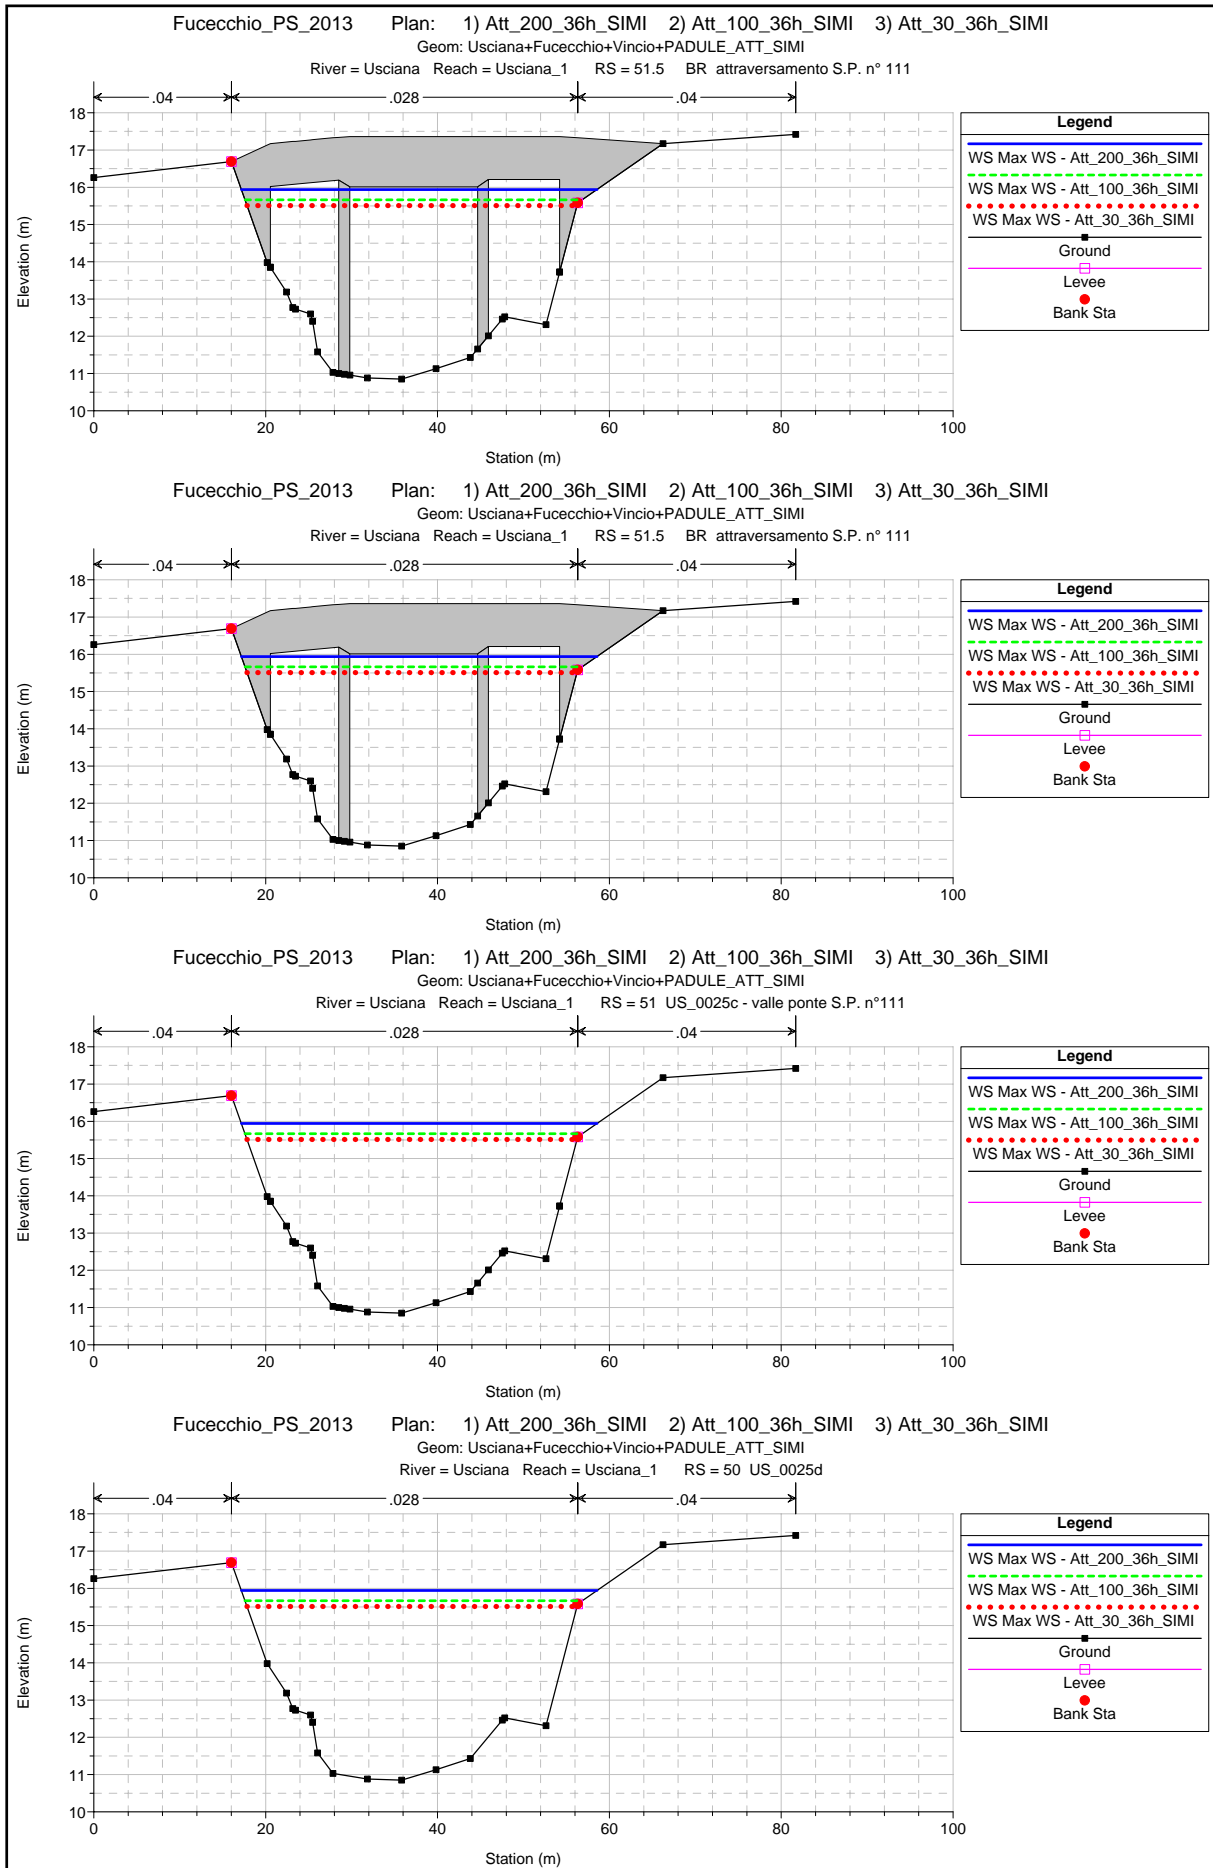 Fucecchio_PS_2013 Plan: 1) Att_200_36h_SIMI 2) Att_100_36h_SIMI 3) Att_30_36h_SIMI
Geom: Usciana+Fucecchio+Vincio+PADULE_ATT_SIMI
River = Usciana Reach = Usciana_1 RS = 51.5 BR attraversamento S.P. n° 111
.04 .028 .04
18
17
16
15
14
13
12
11
10
Elevation (m)
0 20 40 60 80 100
Station (m)
Legend
WS Max WS - Att_200_36h_SIMI
WS Max WS - Att_100_36h_SIMI
WS Max WS - Att_30_36h_SIMI
Ground
Levee
Bank Sta
Fucecchio_PS_2013 Plan: 1) Att_200_36h_SIMI 2) Att_100_36h_SIMI 3) Att_30_36h_SIMI
Geom: Usciana+Fucecchio+Vincio+PADULE_ATT_SIMI
River = Usciana Reach = Usciana_1 RS = 51.5 BR attraversamento S.P. n° 111
.04 .028 .04
18
17
16
15
14
13
12
11
10
Elevation (m)
0 20 40 60 80 100
Station (m)
Legend
WS Max WS - Att_200_36h_SIMI
WS Max WS - Att_100_36h_SIMI
WS Max WS - Att_30_36h_SIMI
Ground
Levee
Bank Sta
Fucecchio_PS_2013 Plan: 1) Att_200_36h_SIMI 2) Att_100_36h_SIMI 3) Att_30_36h_SIMI
Geom: Usciana+Fucecchio+Vincio+PADULE_ATT_SIMI
River = Usciana Reach = Usciana_1 RS = 51 US_0025c - valle ponte S.P. n°111
.04 .028 .04
18
17
16
15
14
13
12
11
10
Elevation (m)
0 20 40 60 80 100
Station (m)
Legend
WS Max WS - Att_200_36h_SIMI
WS Max WS - Att_100_36h_SIMI
WS Max WS - Att_30_36h_SIMI
Ground
Levee
Bank Sta
Fucecchio_PS_2013 Plan: 1) Att_200_36h_SIMI 2) Att_100_36h_SIMI 3) Att_30_36h_SIMI
Geom: Usciana+Fucecchio+Vincio+PADULE_ATT_SIMI
River = Usciana Reach = Usciana_1 RS = 50 US_0025d
.04 .028 .04
18
17
16
15
14
13
12
11
10
Elevation (m)
0 20 40 60 80 100
Station (m)
Legend
WS Max WS - Att_200_36h_SIMI
WS Max WS - Att_100_36h_SIMI
WS Max WS - Att_30_36h_SIMI
Ground
Levee
Bank Sta